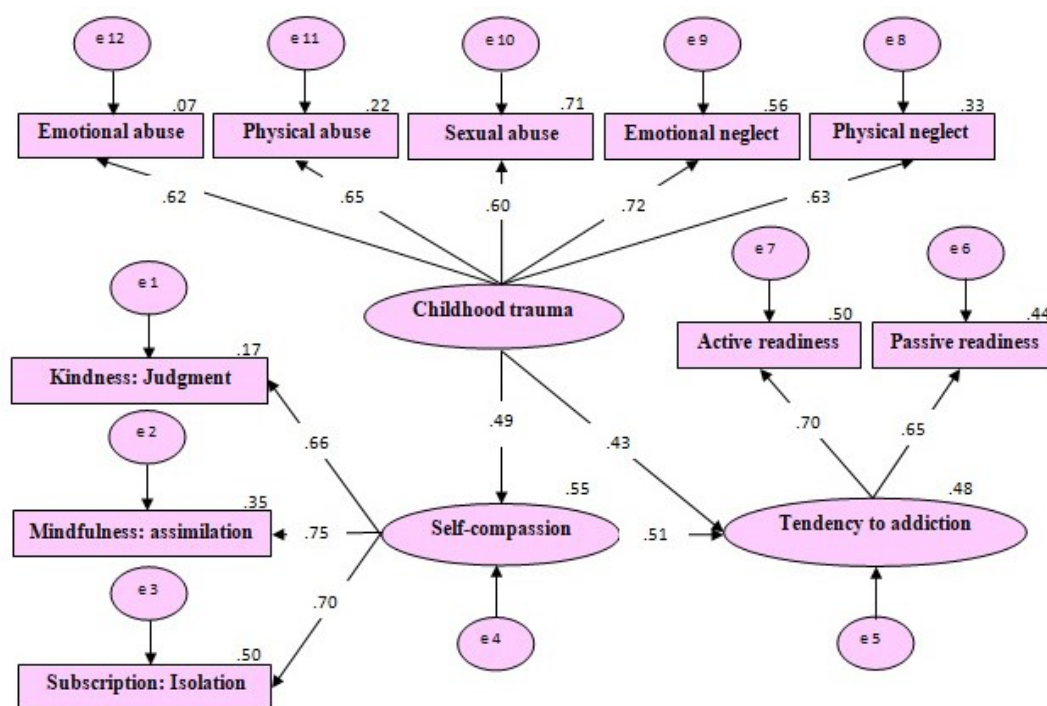 e 12
e 11
e 10
e 9
e 8
.07
.22
.71
.56
.33
Emotional abuse
Physical abuse
Sexual abuse
Emotional neglect
Physical neglect
.62
.65
.60
.72
.63
e 7
e 6
e 1
Childhood trauma
.50
.44
Active readiness
Passive readiness
.17
Kindness: Judgment
e 2
.49
.43
.70
.65
.66
.35
.55
.48
Mindfulness: assimilation
.75
Self-compassion
.51
Tendency to addiction
e 3
.70
e 4
e 5
.50
Subscription: Isolation